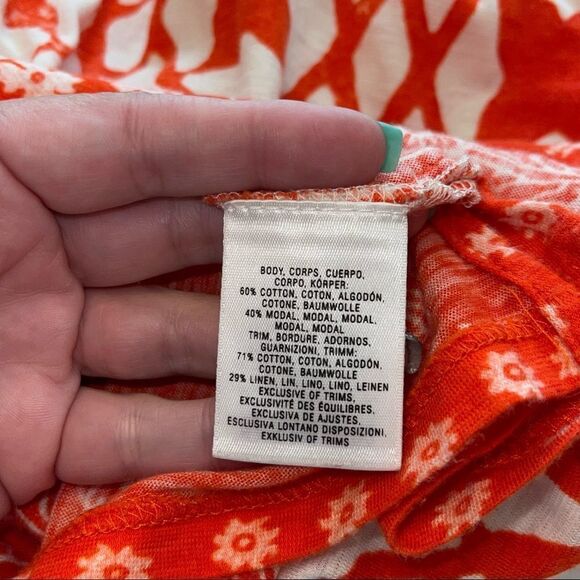 BODY, CORPS, CUERPO,
CORPO, KÖRPER:
60% COTTON, COTON, ALGODÓN,
COTONE, BAUMWOLLE
40% MODAL, MODAL, MODAL,
MODAL, MODAL
TRIM, BORDURE, ADORNOS,
GUARNIZIONI, TRIMM:
71% COTTON, COTON, ALGODÓN,
COTONE, BAUMWOLLE
29% LINEN, LIN, LINO, LINO, LEINEN
EXCLUSIVE OF TRIMS
EXCLUSIVITÉ DES ÉQUILIBRES.
EXCLUSIVA DE AJUSTES
ESCLUSIVA LONTANO DISPOSIZIONI.
EXKLUSIV OF TRIMS